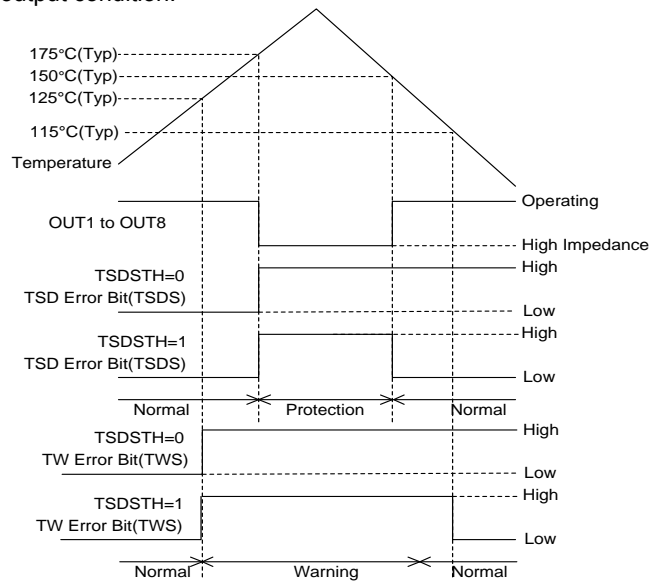 output condition.
175°C(Typ)
150°C(Typ)
125°C(Typ)
115°C(Typ)
Temperature
Operating
OUT1 to OUT8
High Impedance
TSDSTH=0
High
TSD Error Bit(TSDS)
Low
TSDSTH=1
High
TSD Error Bit(TSDS)
Low
Normal Protection Normal
TSDSTH=0
High
TW Error Bit(TWS)
Low
TSDSTH=1
High
TW Error Bit(TWS)
Low
Normal Warning Normal